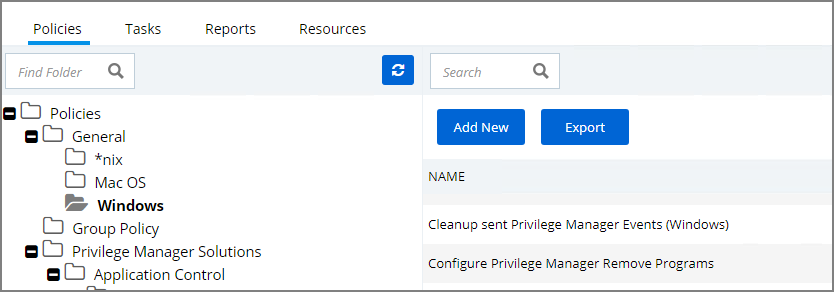 Policies Tasks Reports Resources
Find Folder
Search
Policies
General
*nix
Mac OS
Windows
Group Policy
Privilege Manager Solutions
Application Control
Add New Export
NAME
Cleanup sent Privilege Manager Events (Windows)
Configure Privilege Manager Remove Programs